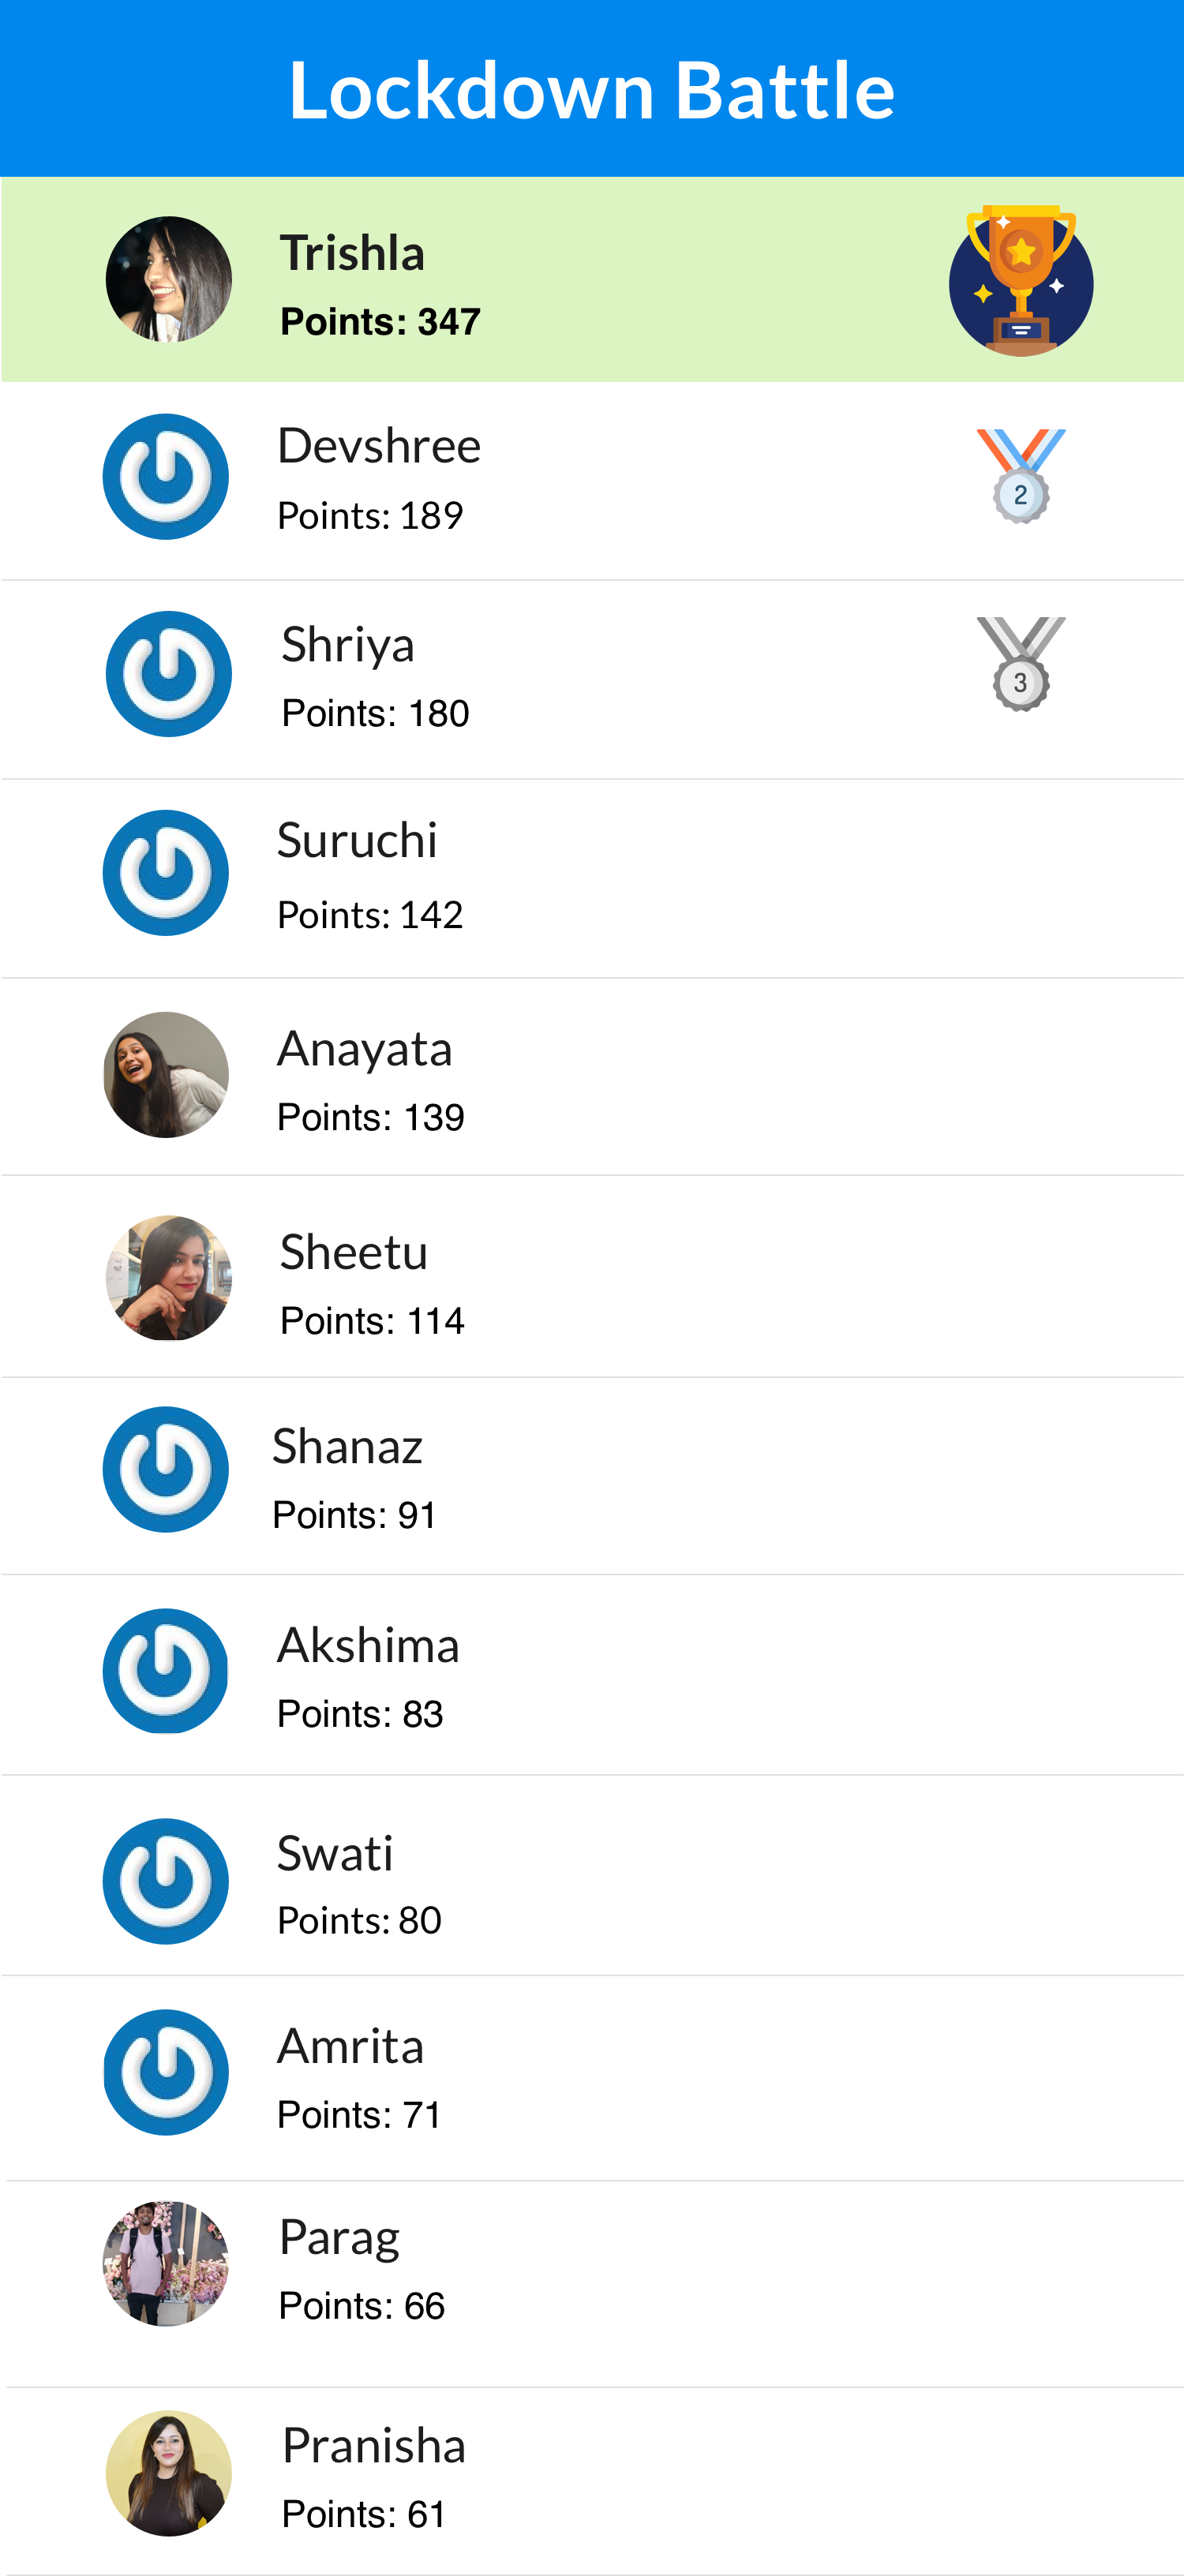 Lockdown Battle
Trishla
Points: 347
Devshree
Points: 189
2
Shriya
Points: 180
3
Suruchi
Points: 142
Anayata
Points: 139
Sheetu
Points: 114
Shanaz
Points: 91
Akshima
Points: 83
Swati
Points: 80
Amrita
Points: 71
Parag
Points: 66
Pranisha
Points: 61